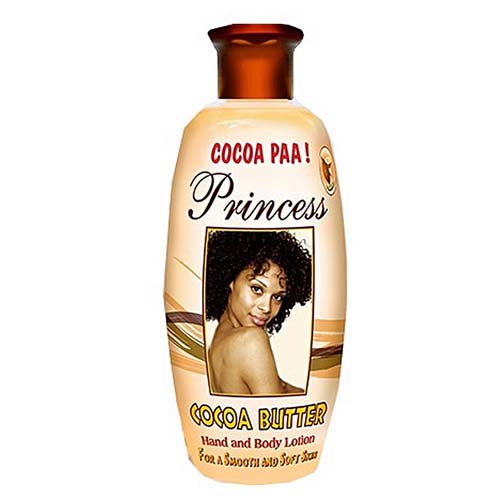 COCOA PAA!
Princess
COCOA BUTTER
Hand and Body Lotion
FOR A SMOOTH AND SOFT SKIN